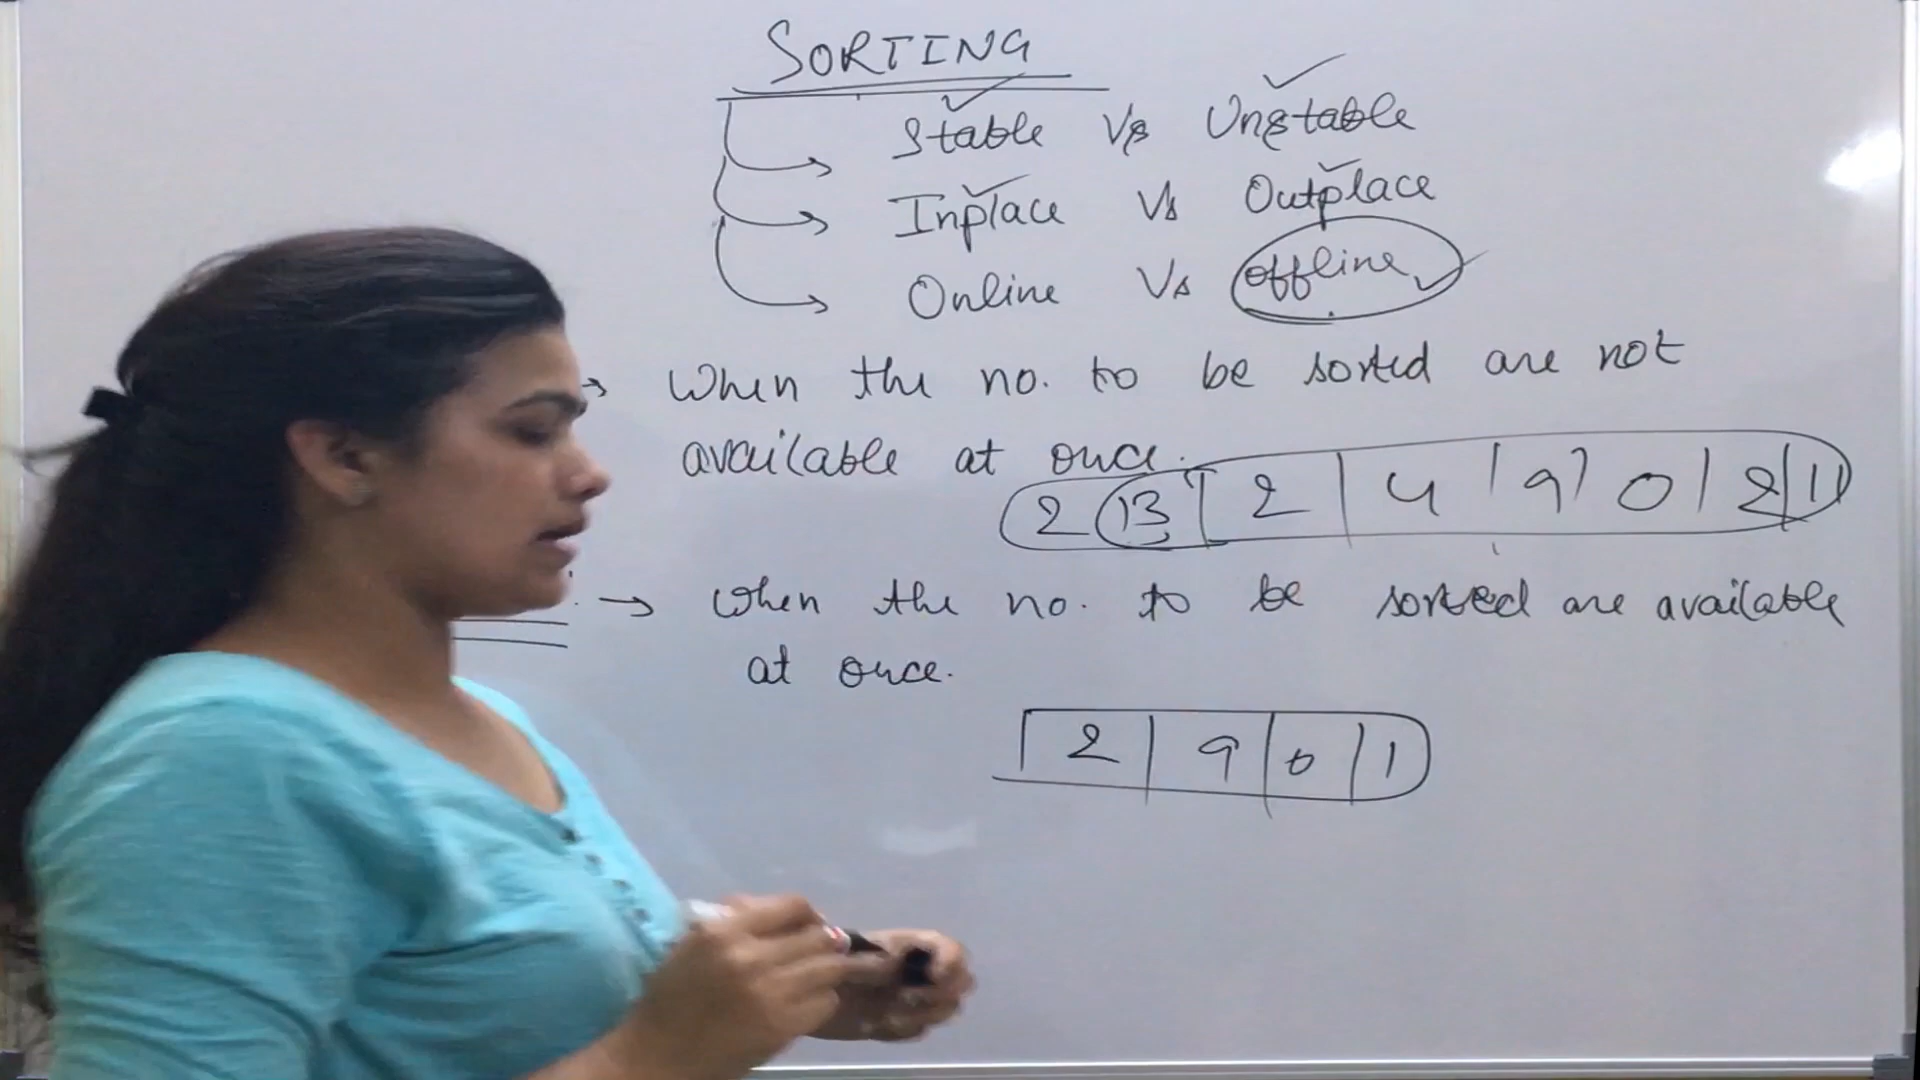 SORTING
Stable Vs Unstable
Inplace Vs Outplace
Online Vs offline
When the no. to be sorted are not
available at once.
2 13 2 4 9 0 2 11
when the no. to be sorted are available
at once.
2 9 0 1